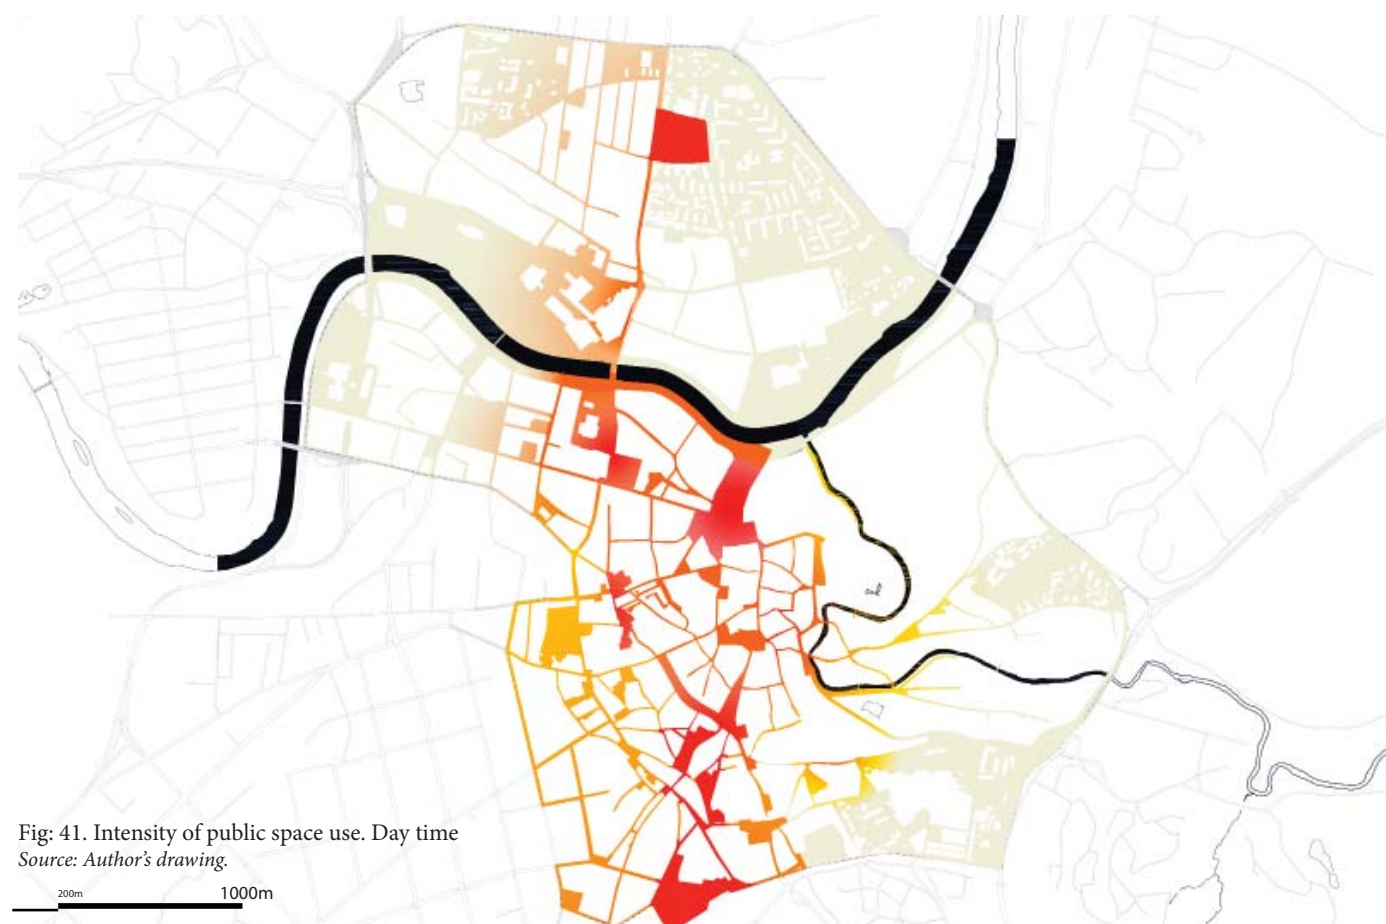 Fig: 41. Intensity of public space use. Day time
Source: Author's drawing.
200m
1000m